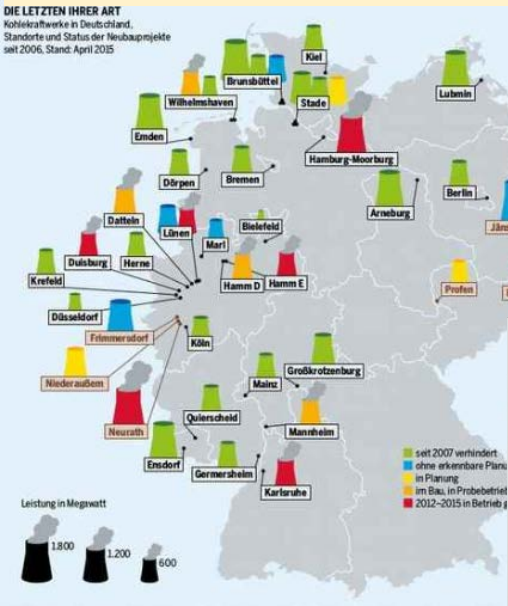 DIE LETZTEN IHRER ART
Kohlekraftwerke in Deutschland,
Standorte und Status der Neubauprojekte
seit 2006, Stand: April 2015
Kiel
Brunsbüttel
Lubmin
Wilhelmshaven
Stade
Emden
Hamburg-Moorburg
Dörpen
Bremen
Berlin
Arneburg
Datteln
Lünen
Bielefeld
Marl
Jän
Duisburg
Herne
Krefeld
Hamm D
Hamm E
Profen
Düsseldorf
Frimmersdorf
Köln
Großkrotzenburg
Niederaußem
Mainz
Quierscheid
Neurath
Mannheim
Ensdorf
Germersheim
Karlsruhe
seit 2007 verhindert
ohne erkennbare Planu
in Planung
im Bau, in Probebetrieb
2012–2015 in Betrieb g
Leistung in Megawatt
1.800
1.200
600